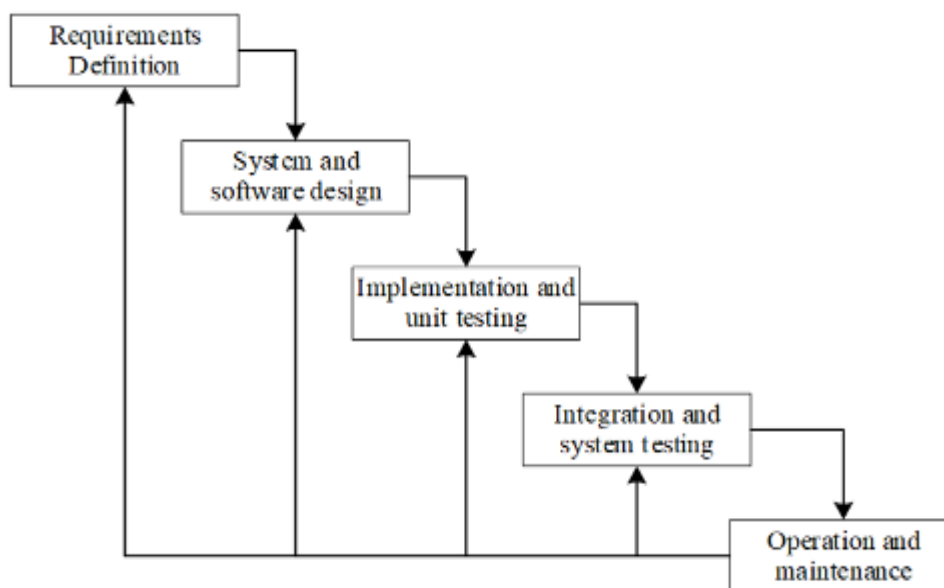 Requirements
Definition
System and
software design
Implementation and
unit testing
Integration and
system testing
Operation and
maintenance